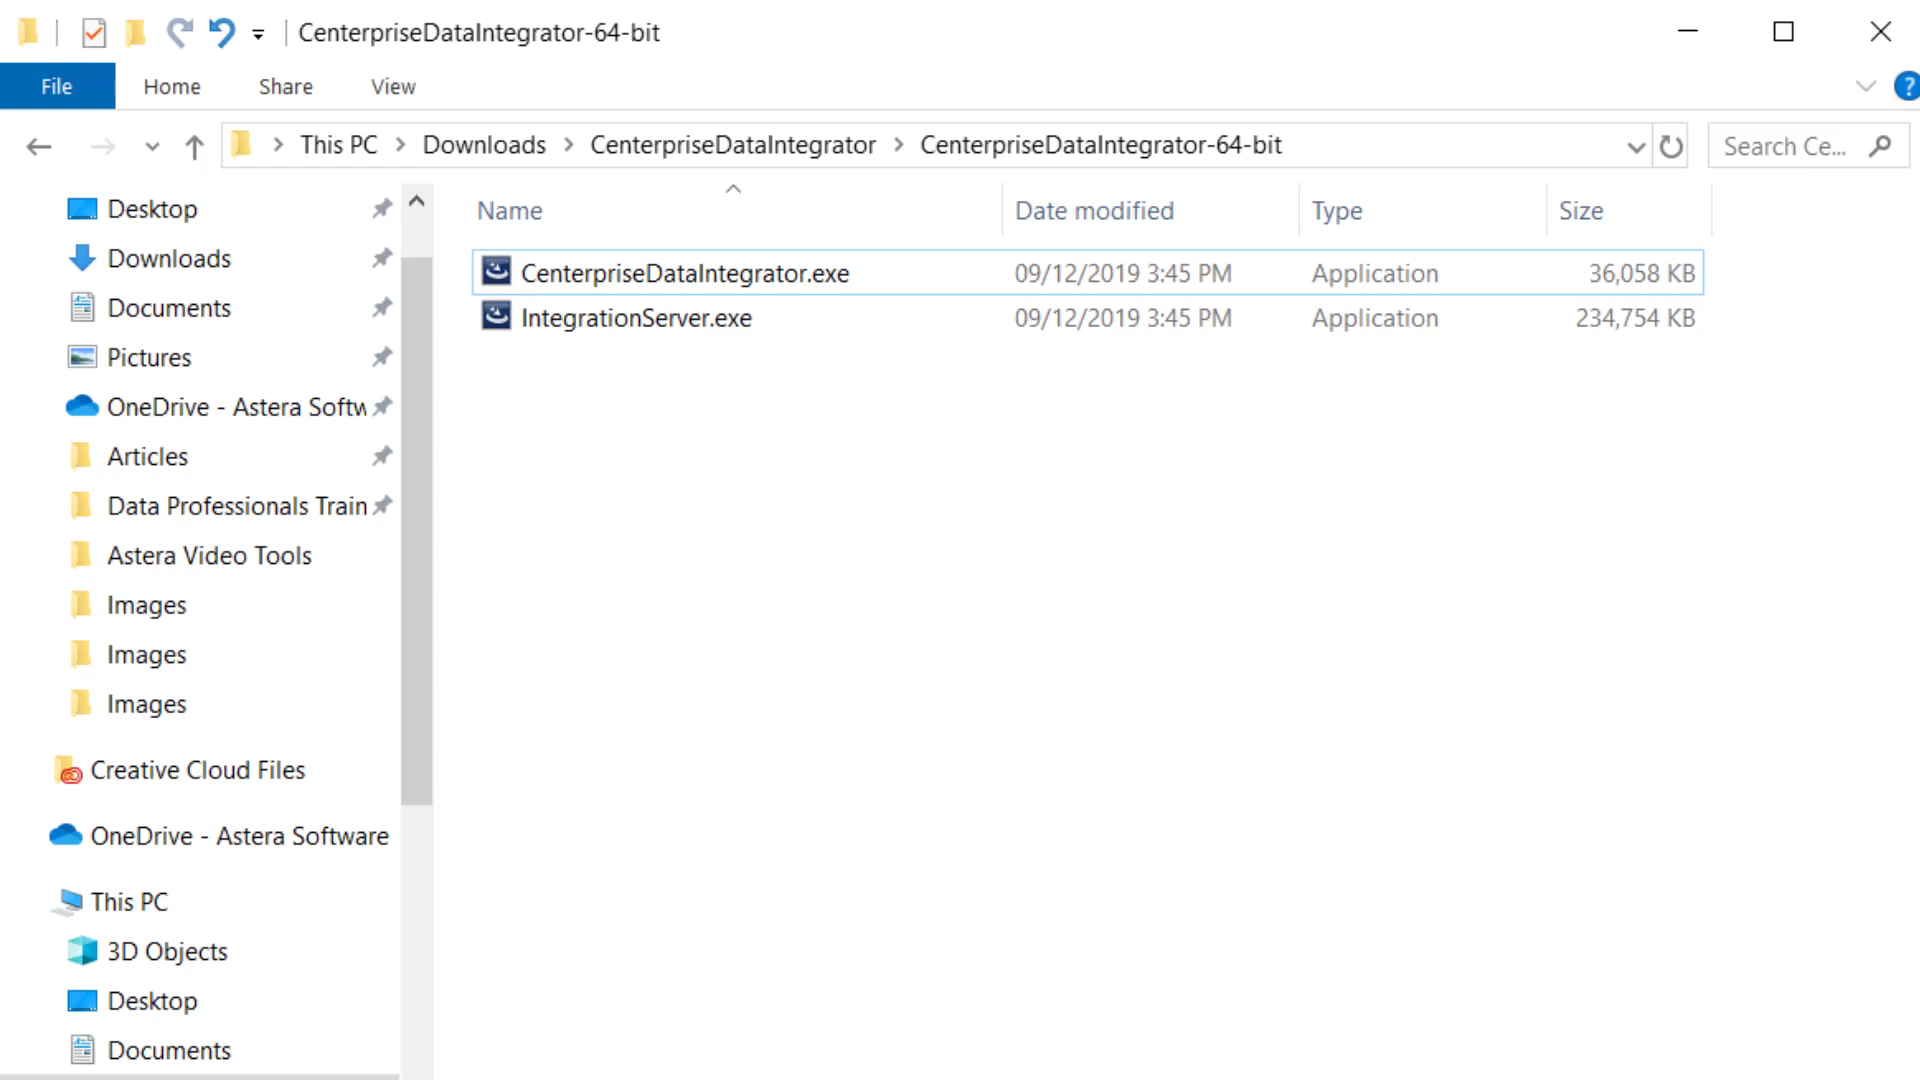 CenterpriseDataIntegrator-64-bit
File Home Share View
?
This PC > Downloads > CenterpriseDataIntegrator > CenterpriseDataIntegrator-64-bit
Search Ce...
Name Date modified Type Size
CenterpriseDataIntegrator.exe 09/12/2019 3:45 PM Application 36,058 KB
IntegrationServer.exe 09/12/2019 3:45 PM Application 234,754 KB
Desktop
Downloads
Documents
Pictures
OneDrive - Astera Softw
Articles
Data Professionals Train
Astera Video Tools
Images
Images
Images
Creative Cloud Files
OneDrive - Astera Software
This PC
3D Objects
Desktop
Documents